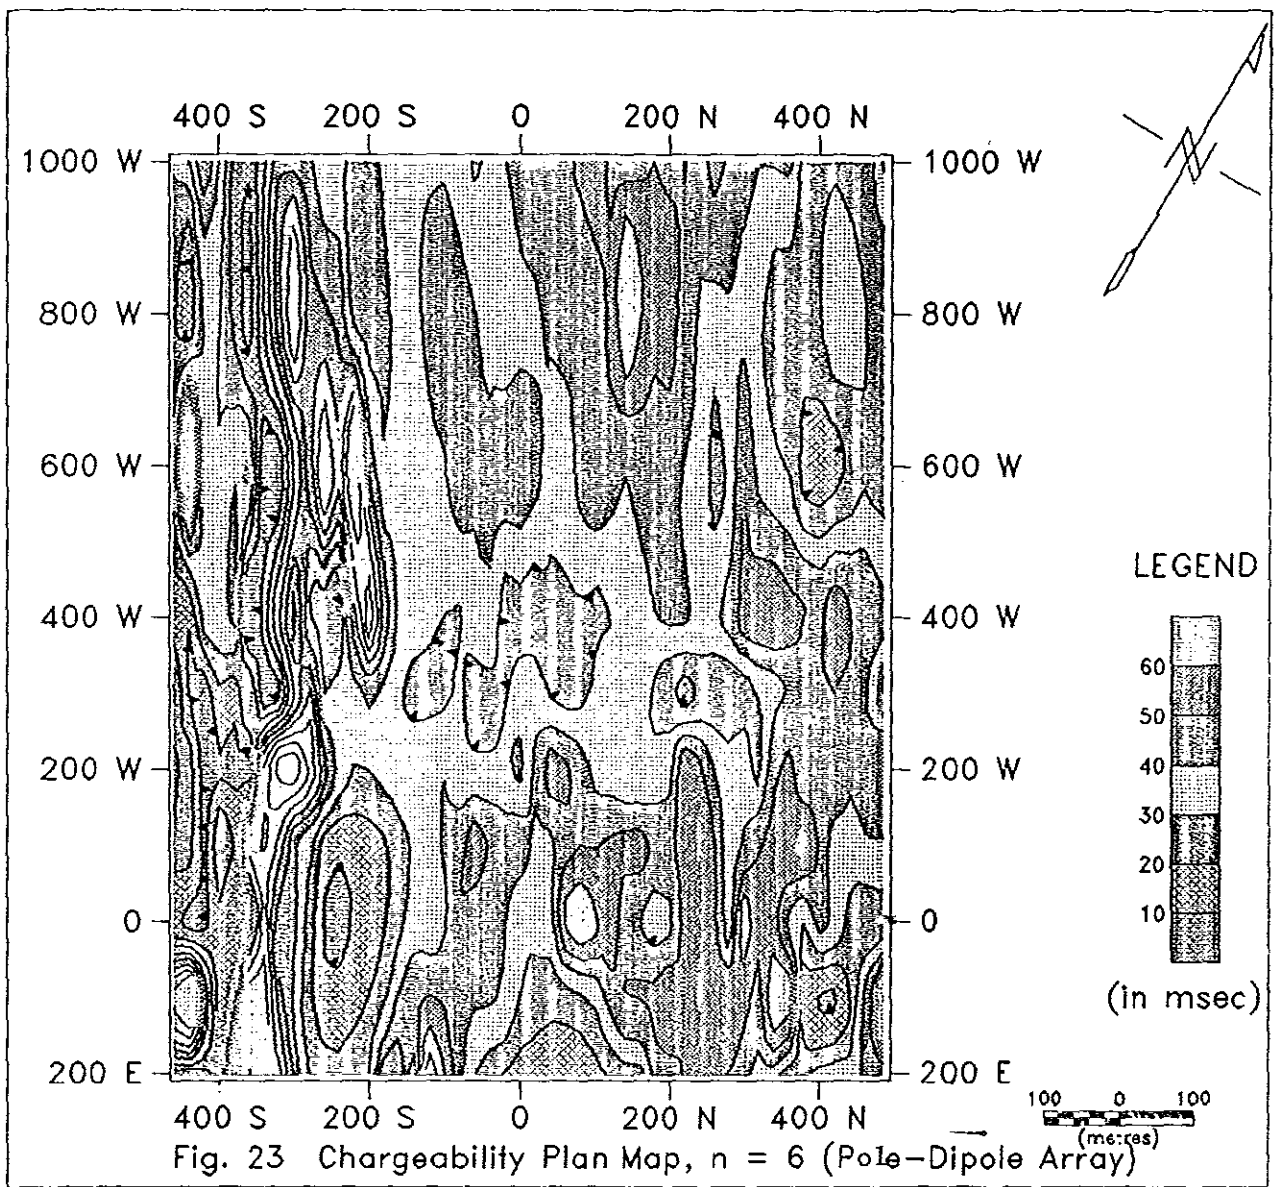 400 S 200 S 0 200 N 400 N
1000 W 1000 W
800 W 800 W
600 W 600 W
400 W 400 W
200 W 200 W
0 0
200 E 200 E
400 S 200 S 0 200 N 400 N
N
LEGEND
60
50
40
30
20
10
(in msec)
100 0 100
(metres)
Fig. 23 Chargeability Plan Map, n = 6 (Pole-Dipole Array)